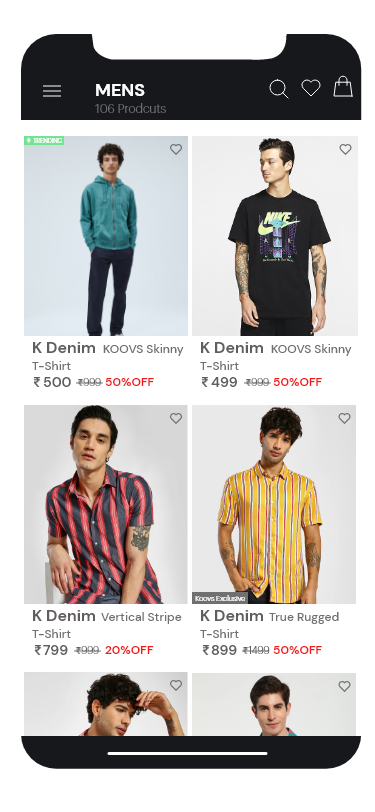 MENS
106 Prodcuts
TRENDING
NIKE
K Denim KOOVS Skinny
T-Shirt
₹ 500 ₹999 50%OFF
K Denim KOOVS Skinny
T-Shirt
₹ 499 ₹999 50%OFF
Koovs Exclusive
K Denim Vertical Stripe
T-Shirt
₹799 ₹999 20%OFF
K Denim True Rugged
T-Shirt
₹899 ₹1499 50%OFF